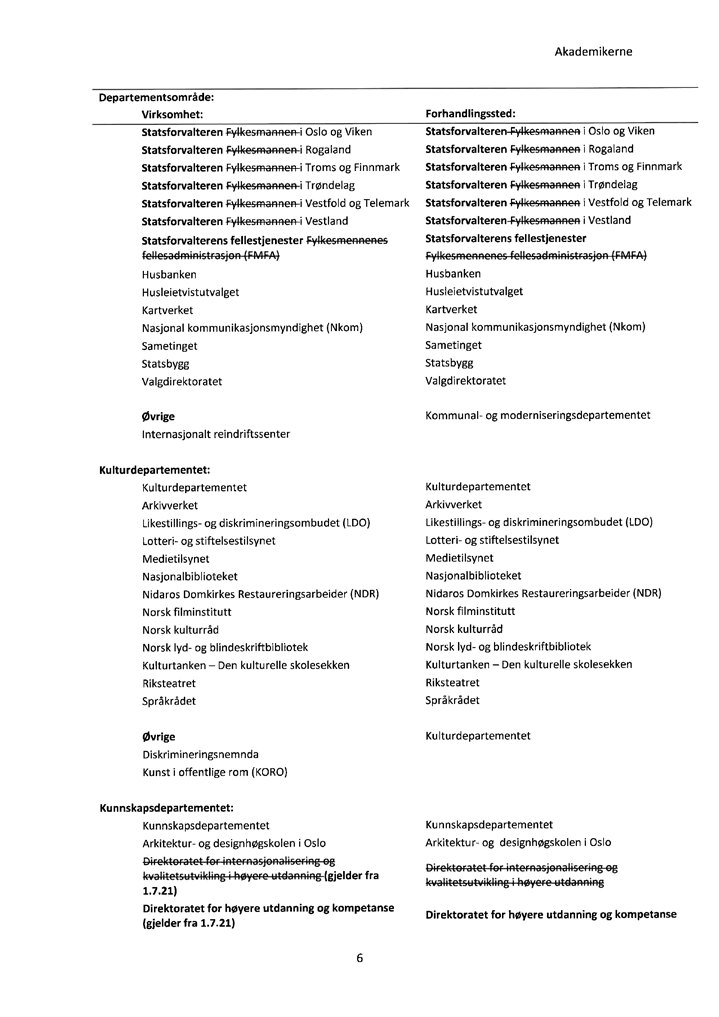 Akademikerne
Departementsområde:
Virksomhet: Forhandlingssted:
Statsforvalteren Fylkesmannen i Oslo og Viken Statsforvalteren Fylkesmannen i Oslo og Viken
Statsforvalteren Fylkesmannen i Rogaland Statsforvalteren Fylkesmannen i Rogaland
Statsforvalteren Fylkesmannen i Troms og Finnmark Statsforvalteren Fylkesmannen i Troms og Finnmark
Statsforvalteren Fylkesmannen i Trøndelag Statsforvalteren Fylkesmannen i Trøndelag
Statsforvalteren Fylkesmannen i Vestfold og Telemark Statsforvalteren Fylkesmannen i Vestfold og Telemark
Statsforvalteren Fylkesmannen i Vestland Statsforvalteren Fylkesmannen i Vestland
Statsforvalterens fellestjenester Fylkesmennenes Statsforvalterens fellestjenester
fellesadministrasjon (FMFA) Fylkesmennenes fellesadministrasjon (FMFA)
Husbanken Husbanken
Husleietvistutvalget Husleietvistutvalget
Kartverket Kartverket
Nasjonal kommunikasjonsmyndighet (Nkom) Nasjonal kommunikasjonsmyndighet (Nkom)
Sametinget Sametinget
Statsbygg Statsbygg
Valgdirektoratet Valgdirektoratet
Øvrige Kommunal- og moderniseringsdepartementet
Internasjonalt reindriftssenter
Kulturdepartementet:
Kulturdepartementet Kulturdepartementet
Arkivverket Arkivverket
Likestillings- og diskrimineringsombudet (LDO) Likestillings- og diskrimineringsombudet (LDO)
Lotteri- og stiftelsestilsynet Lotteri- og stiftelsestilsynet
Medietilsynet Medietilsynet
Nasjonalbiblioteket Nasjonalbiblioteket
Nidaros Domkirkes Restaureringsarbeider (NDR) Nidaros Domkirkes Restaureringsarbeider (NDR)
Norsk filminstitutt Norsk filminstitutt
Norsk kulturråd Norsk kulturråd
Norsk lyd- og blindeskriftbibliotek Norsk lyd- og blindeskriftbibliotek
Kulturtanken – Den kulturelle skolesekken Kulturtanken – Den kulturelle skolesekken
Riksteatret Riksteatret
Språkrådet Språkrådet
Øvrige Kulturdepartementet
Diskrimineringsnemnda
Kunst i offentlige rom (KORO)
Kunnskapsdepartementet:
Kunnskapsdepartementet Kunnskapsdepartementet
Arkitektur- og designhøgskolen i Oslo Arkitektur- og designhøgskolen i Oslo
Direktoratet for internasjonalisering og Direktoratet for internasjonalisering og
kvalitetsutvikling i høyere utdanning (gjelder fra kvalitetsutvikling i høyere utdanning
1.7.21)
Direktoratet for høyere utdanning og kompetanse Direktoratet for høyere utdanning og kompetanse
(gjelder fra 1.7.21)
6